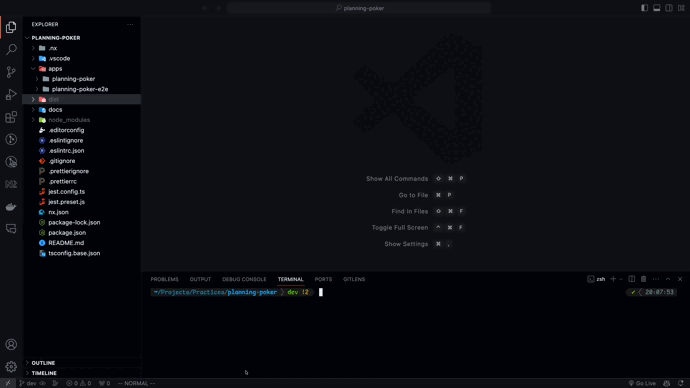 planning-poker
EXPLORER
PLANNING-POKER
.nx
.vscode
apps
planning-poker
planning-poker-e2e
dist
docs
node_modules
.editorconfig
.eslintignore
.eslintrc.json
.gitignore
.prettierignore
.prettierrc
jest.config.ts
jest.preset.js
nx.json
package-lock.json
package.json
README.md
tsconfig.base.json
OUTLINE
TIMELINE
Show All Commands ⇧ ⌘ P
Go to File ⌘ P
Find in Files ⇧ ⌘ F
Toggle Full Screen ⌃ ⌘ F
Show Settings ⌘ ,
PROBLEMS OUTPUT DEBUG CONSOLE TERMINAL PORTS GITLENS
zsh
~/Projects/Practices/planning-poker dev !2
✓ 20:07:53
dev 0 0 0 -- NORMAL -- Go Live